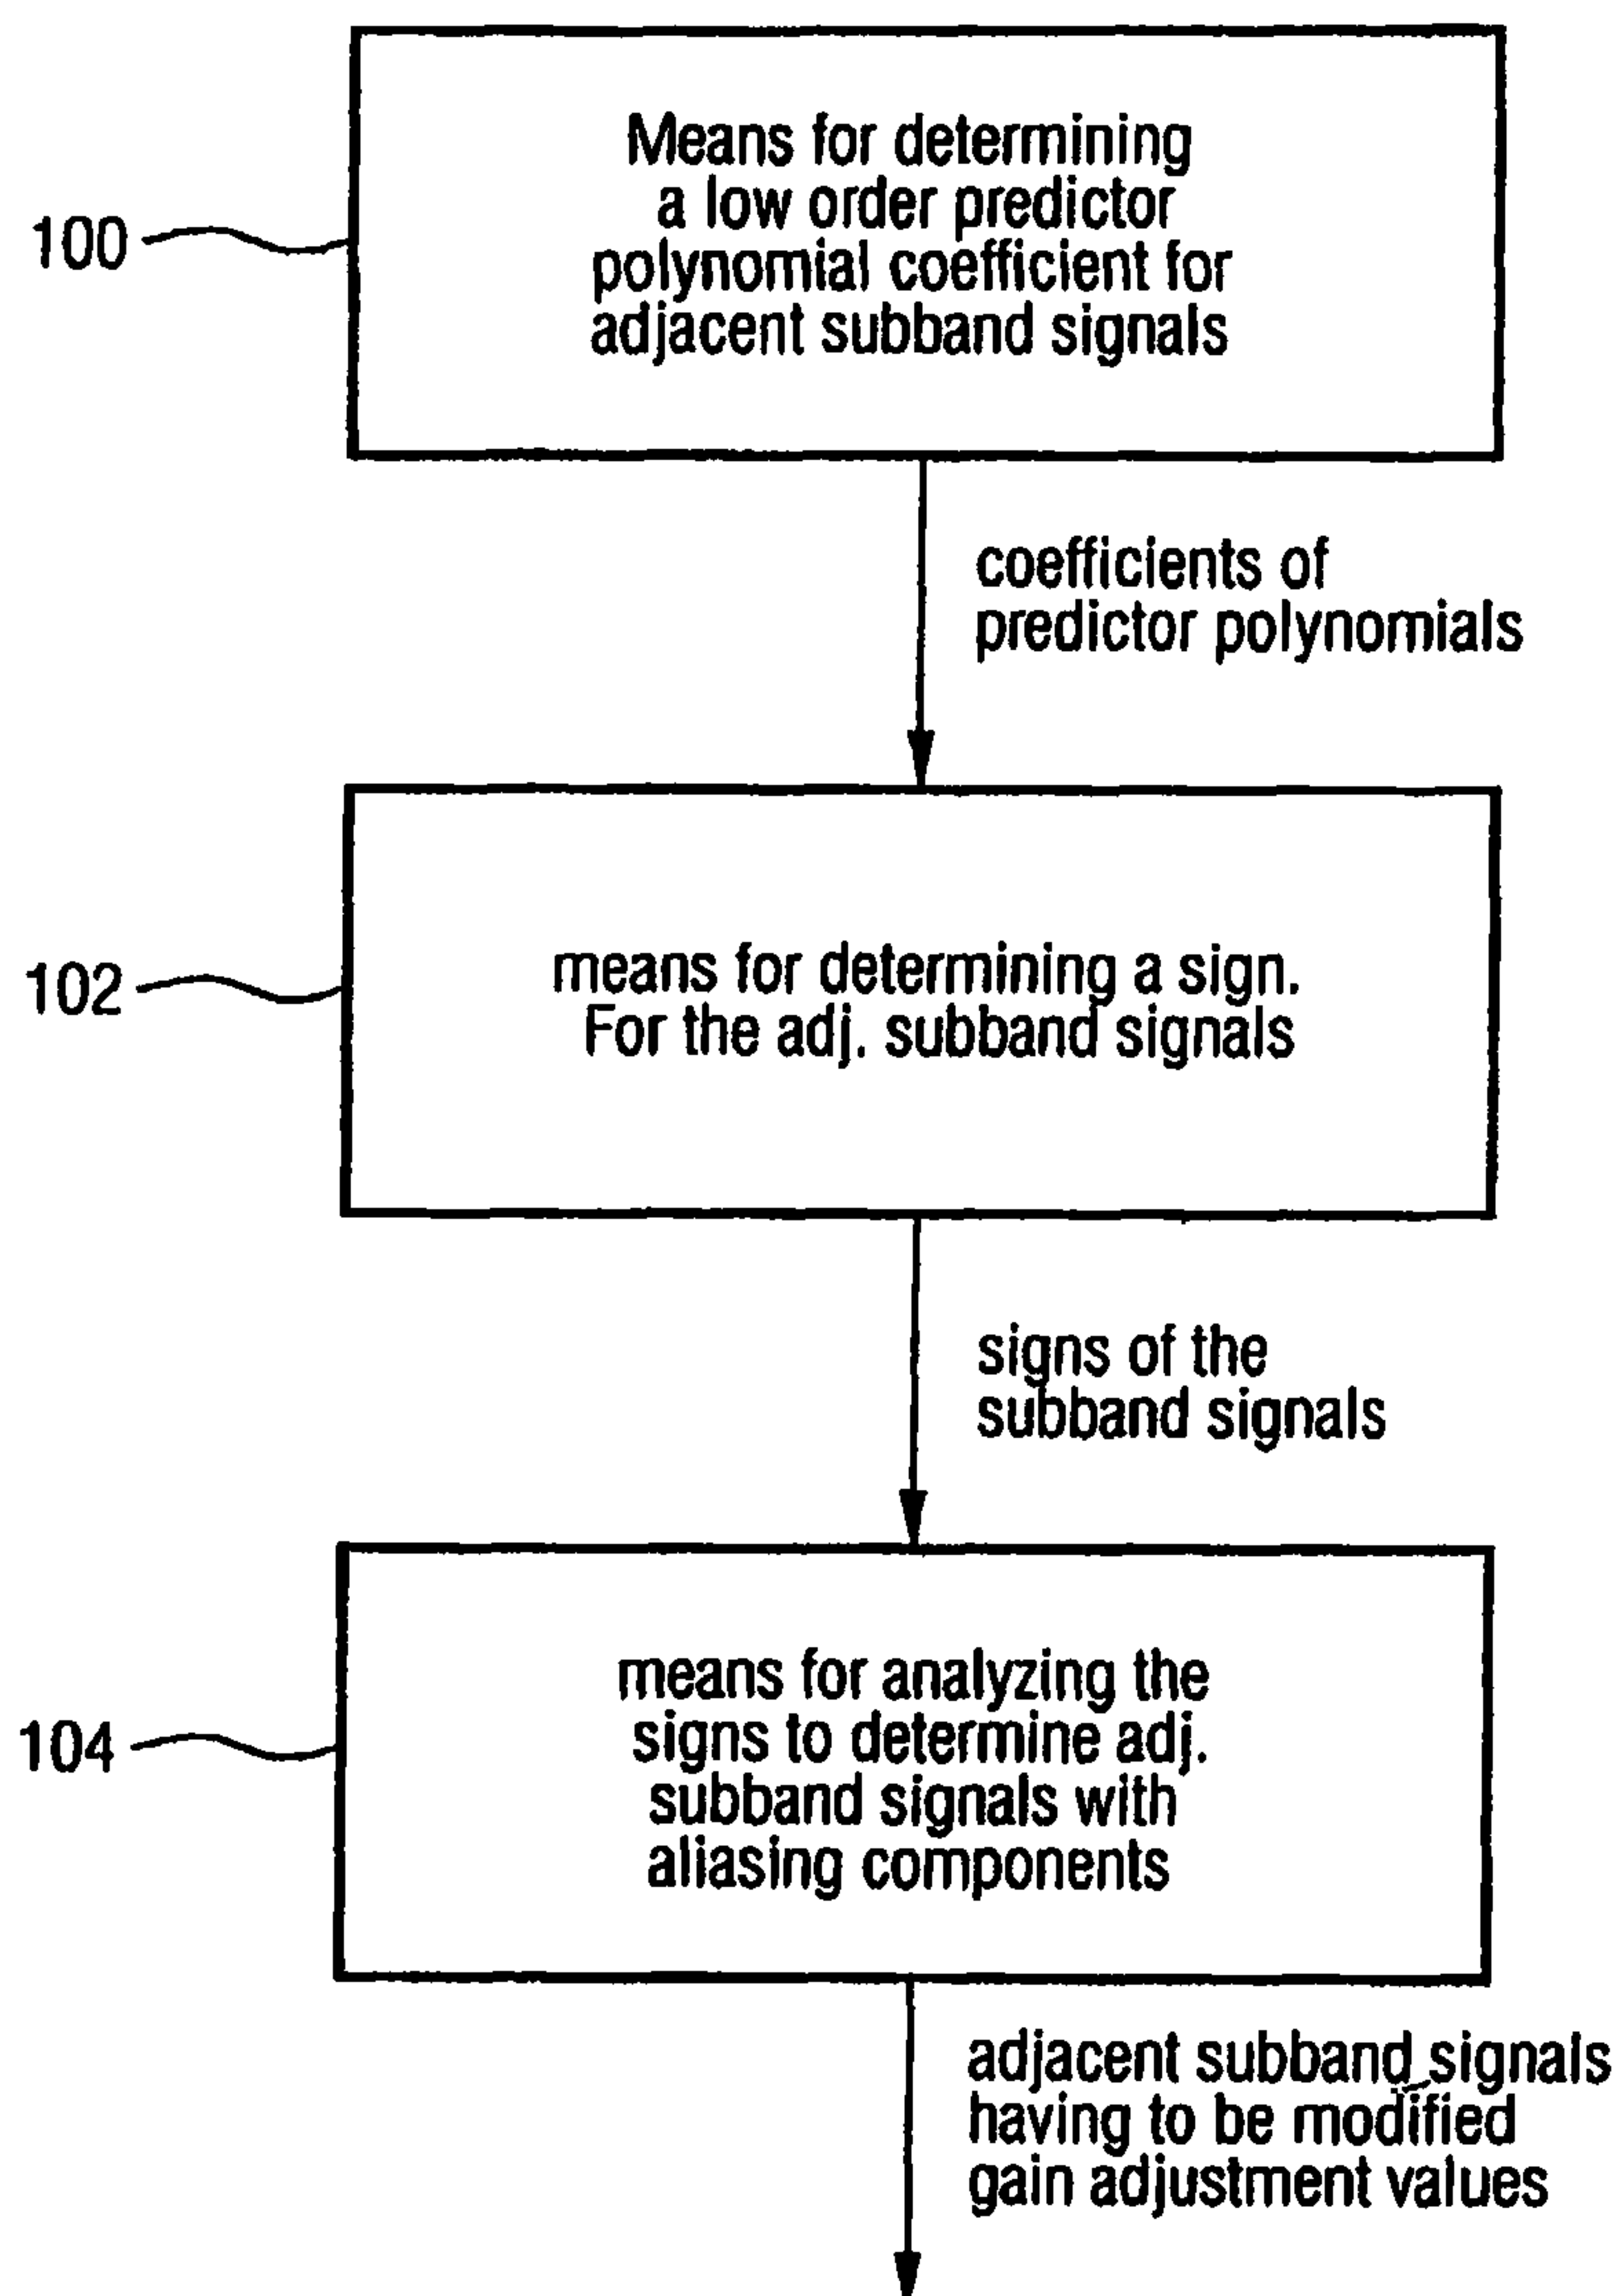 Means for determining
a low order predictor
polynomial coefficient for
adjacent subband signals
100
coefficients of
predictor polynomials
means for determining a sign.
For the adj. subband signals
102
signs of the
subband signals
means for analyzing the
signs to determine adj.
subband signals with
aliasing components
104
adjacent subband signals
having to be modified
gain adjustment values